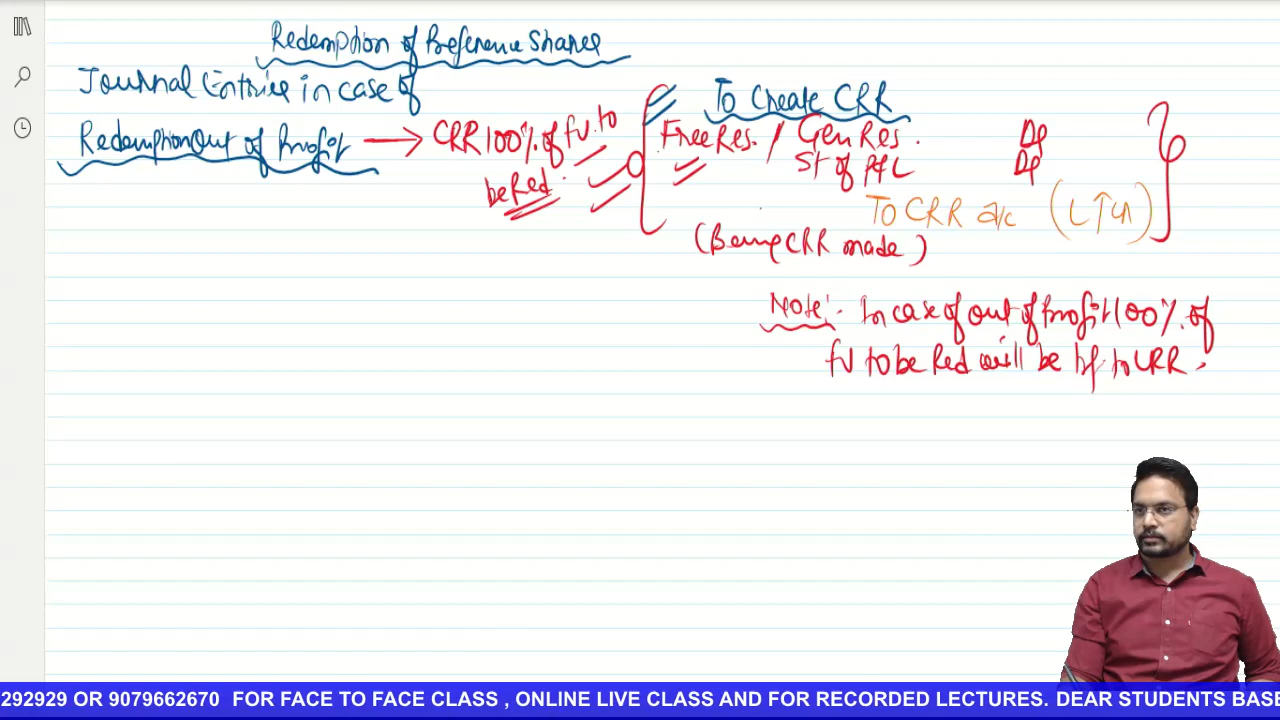 Redemption of Preference Shares
Journal Entries in case of
Redemption Out of Profit → CRR 100% of FV to
be Red.
To Create CRR
Free Res. / Gen Res. Dr
St of P/L Dr
To CRR a/c (L↑)
(Being CRR made)
Note:- In case of out of Profit 100% of
FV to be Red will be tf. to CRR.
292929 OR 9079662670 FOR FACE TO FACE CLASS , ONLINE LIVE CLASS AND FOR RECORDED LECTURES. DEAR STUDENTS BASE